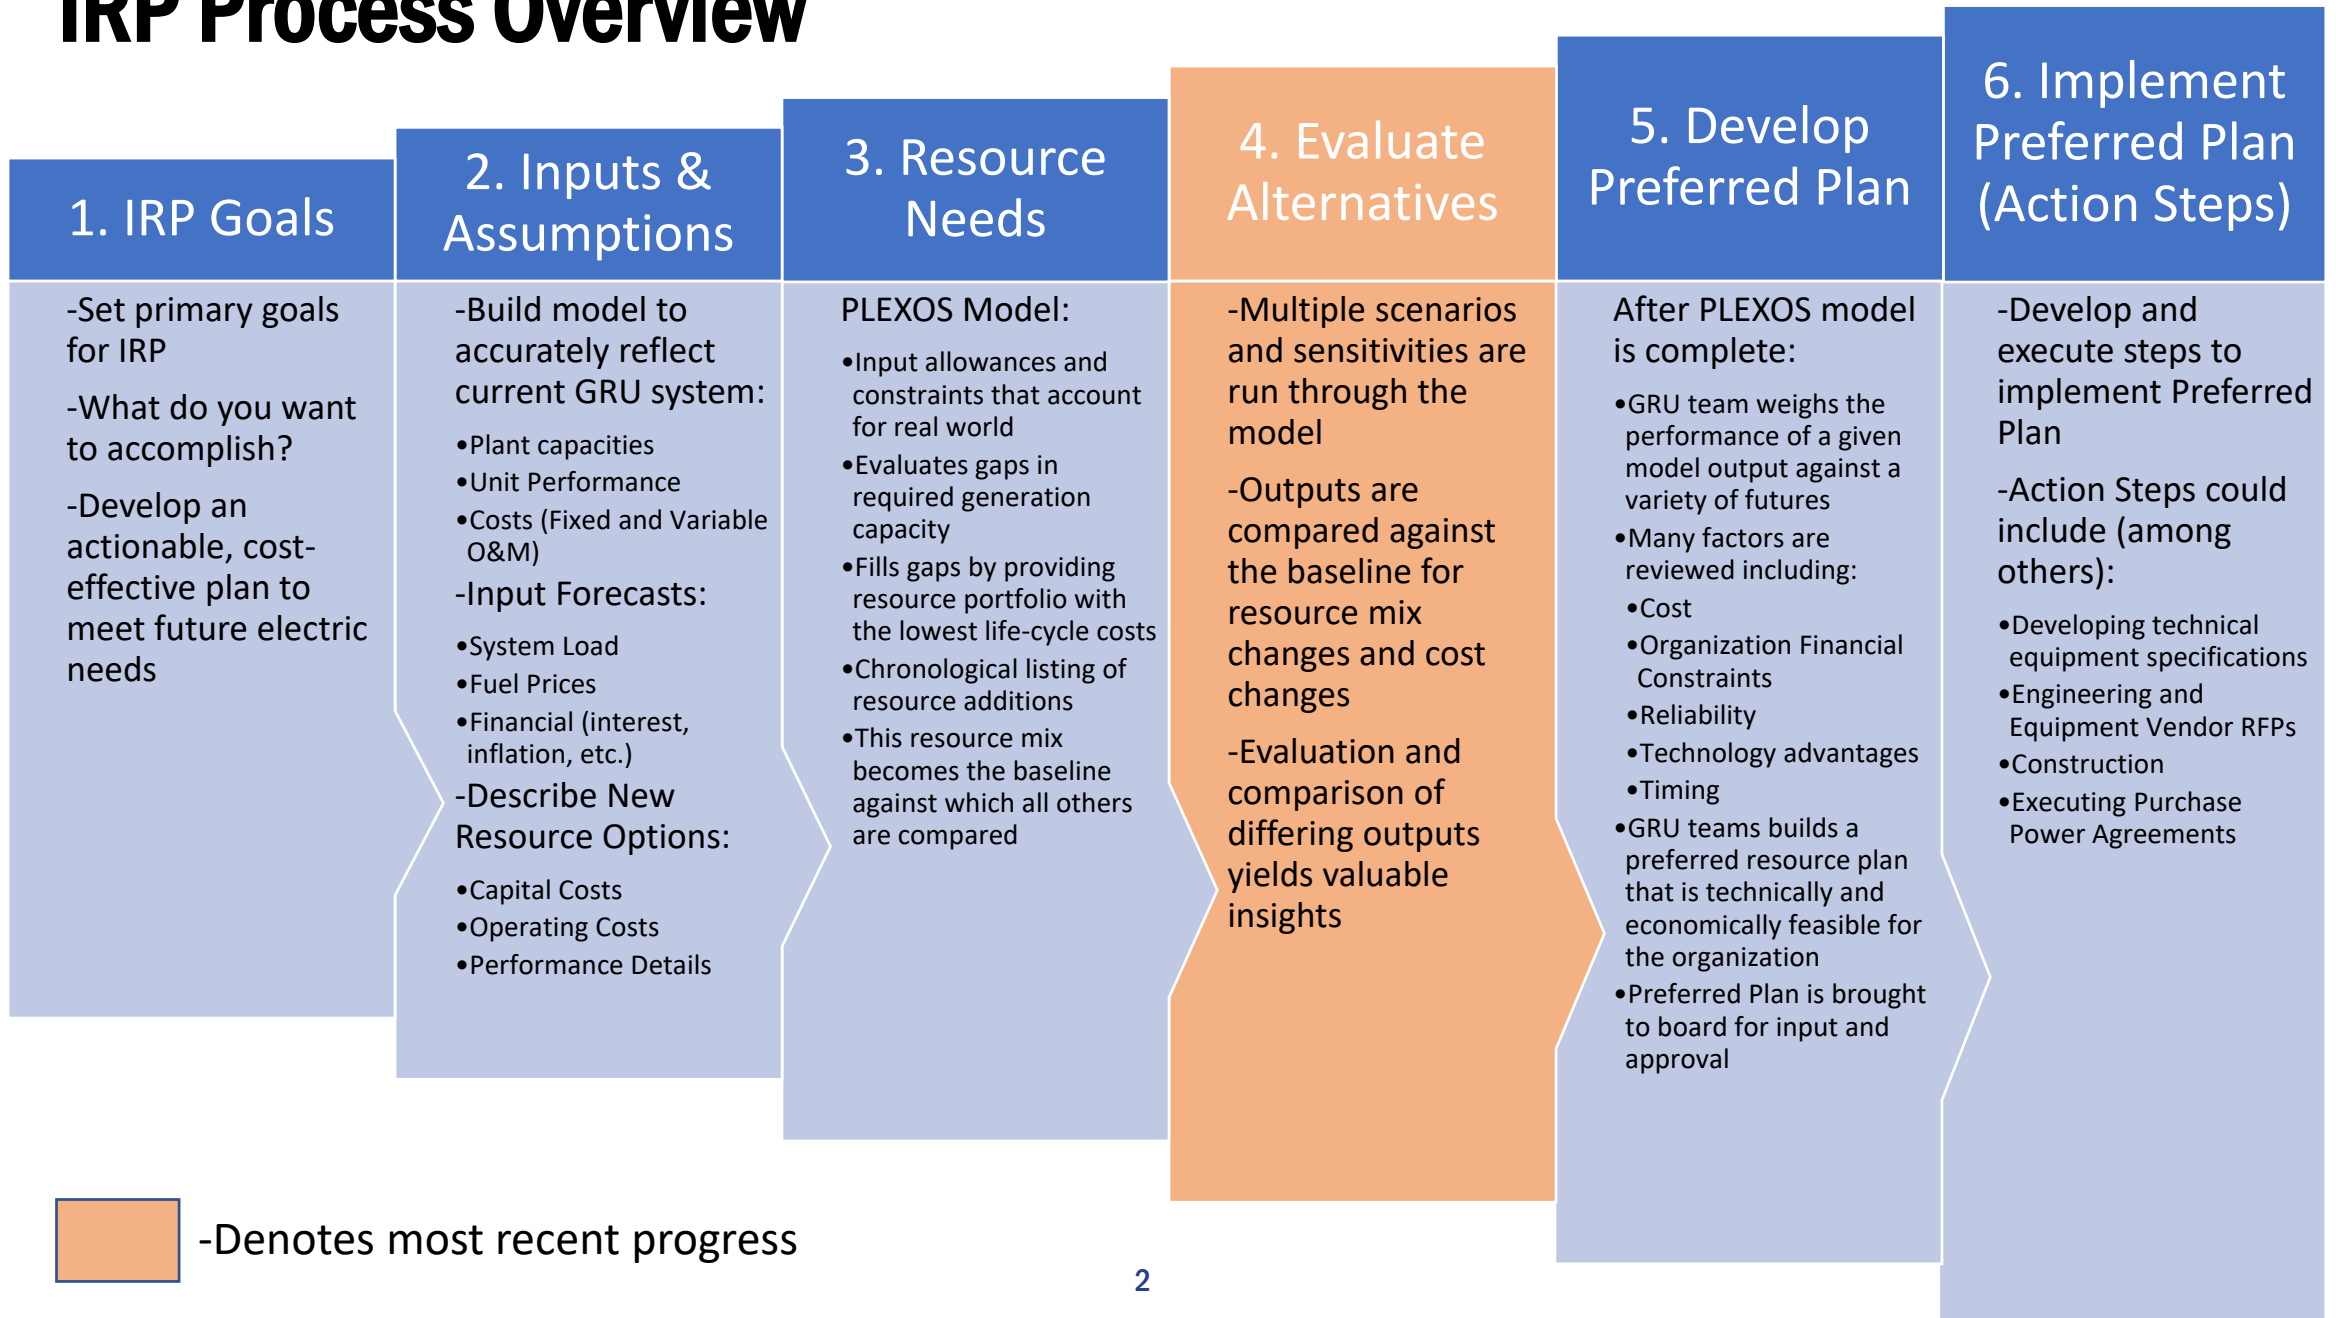 IRP Process Overview
1. IRP Goals
-Set primary goals
for IRP
-What do you want
to accomplish?
-Develop an
actionable, cost-
effective plan to
meet future electric
needs
2. Inputs &
Assumptions
-Build model to
accurately reflect
current GRU system:
•Plant capacities
•Unit Performance
•Costs (Fixed and Variable
O&M)
-Input Forecasts:
•System Load
•Fuel Prices
•Financial (interest,
inflation, etc.)
-Describe New
Resource Options:
•Capital Costs
•Operating Costs
•Performance Details
3. Resource
Needs
PLEXOS Model:
•Input allowances and
constraints that account
for real world
•Evaluates gaps in
required generation
capacity
•Fills gaps by providing
resource portfolio with
the lowest life-cycle costs
•Chronological listing of
resource additions
•This resource mix
becomes the baseline
against which all others
are compared
4. Evaluate
Alternatives
-Multiple scenarios
and sensitivities are
run through the
model
-Outputs are
compared against
the baseline for
resource mix
changes and cost
changes
-Evaluation and
comparison of
differing outputs
yields valuable
insights
5. Develop
Preferred Plan
After PLEXOS model
is complete:
•GRU team weighs the
performance of a given
model output against a
variety of futures
•Many factors are
reviewed including:
•Cost
•Organization Financial
Constraints
•Reliability
•Technology advantages
•Timing
•GRU teams builds a
preferred resource plan
that is technically and
economically feasible for
the organization
•Preferred Plan is brought
to board for input and
approval
6. Implement
Preferred Plan
(Action Steps)
-Develop and
execute steps to
implement Preferred
Plan
-Action Steps could
include (among
others):
•Developing technical
equipment specifications
•Engineering and
Equipment Vendor RFPs
•Construction
•Executing Purchase
Power Agreements
-Denotes most recent progress
2